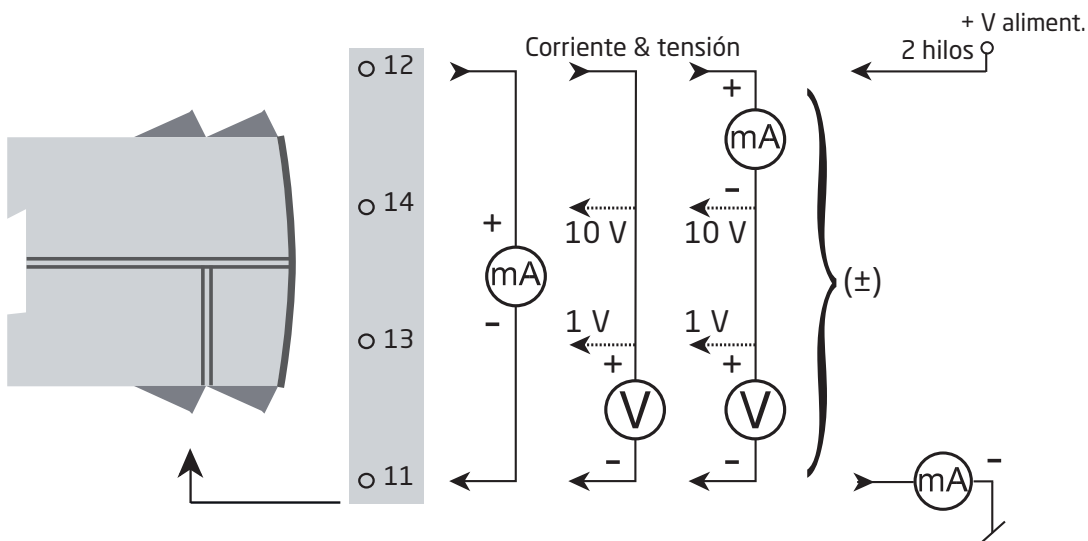 + V aliment.
Corriente & tensión
2 hilos
12
+
mA
14
+
-
10 V
10 V
mA
+
-
(±)
13
1 V
1 V
+
+
V
V
-
-
11
mA
-